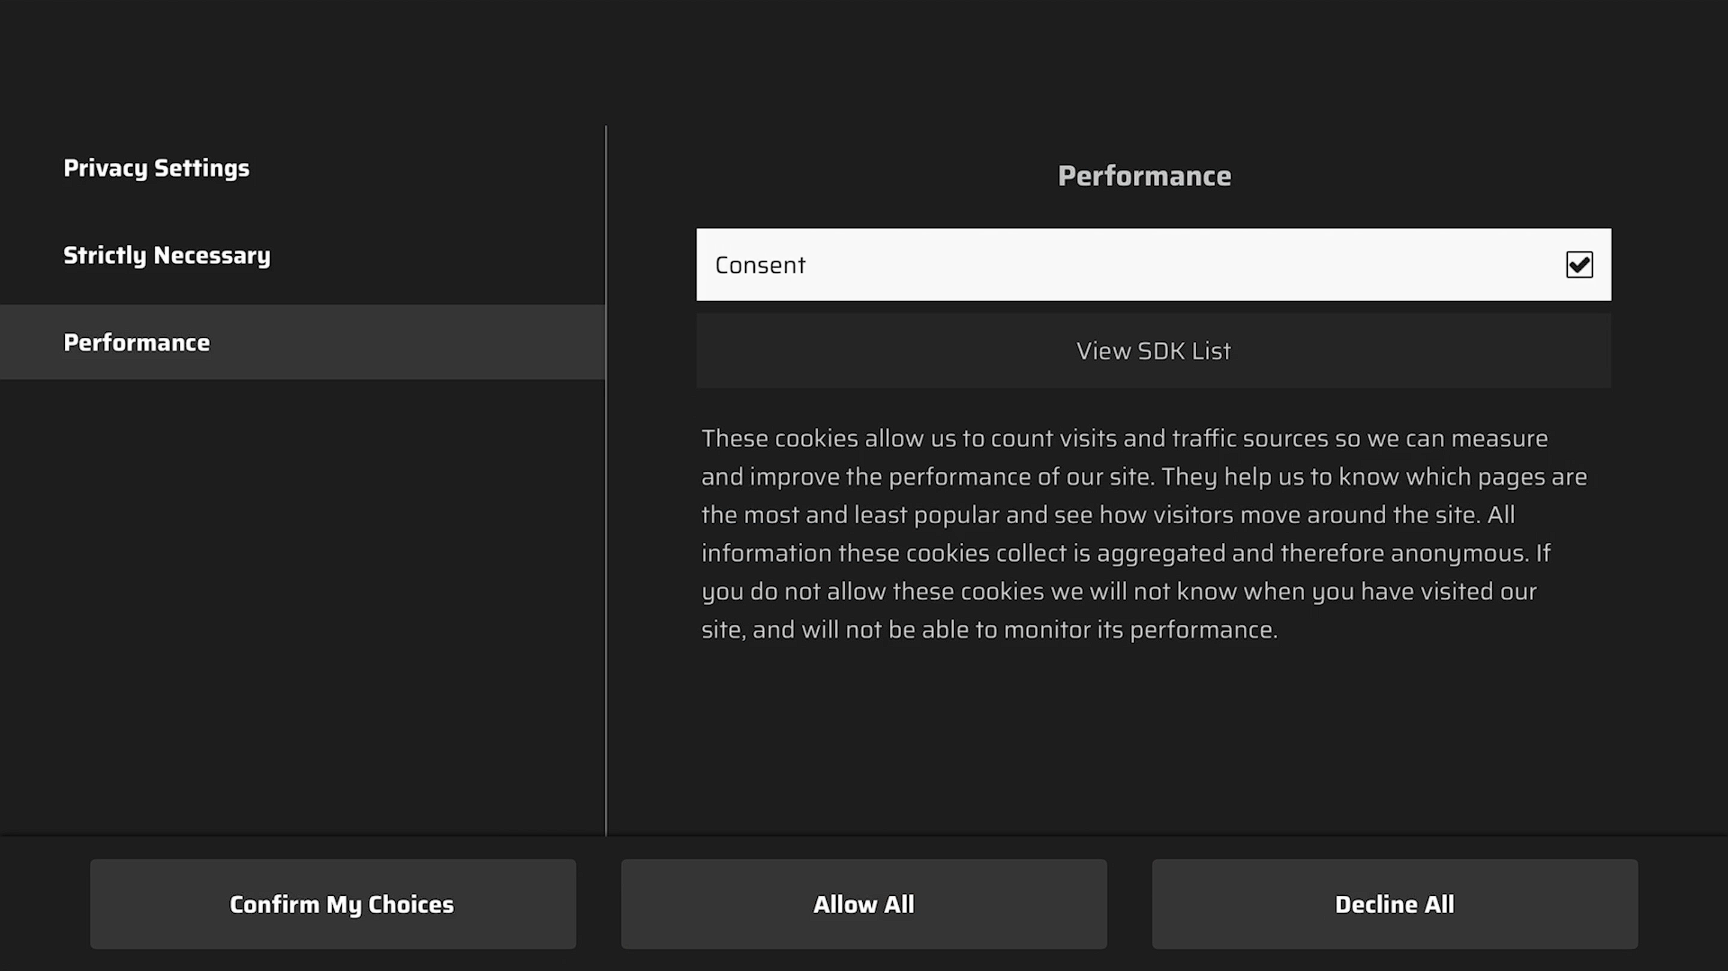 Privacy Settings
Strictly Necessary
Performance
Performance
Consent
View SDK List
These cookies allow us to count visits and traffic sources so we can measure
and improve the performance of our site. They help us to know which pages are
the most and least popular and see how visitors move around the site. All
information these cookies collect is aggregated and therefore anonymous. If
you do not allow these cookies we will not know when you have visited our
site, and will not be able to monitor its performance.
Confirm My Choices
Allow All
Decline All